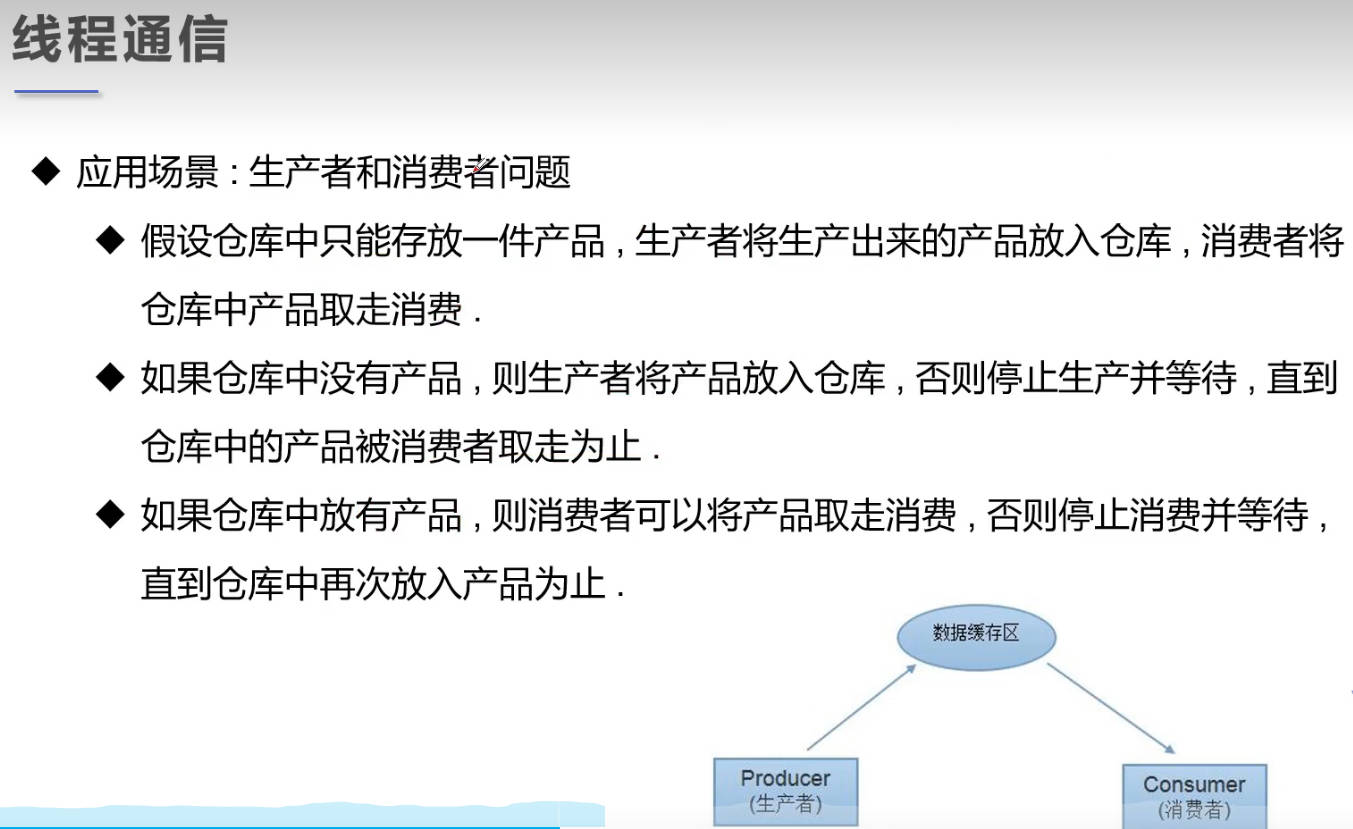 线程通信
应用场景 : 生产者和消费者问题
假设仓库中只能存放一件产品 , 生产者将生产出来的产品放入仓库 , 消费者将
仓库中产品取走消费 .
如果仓库中没有产品 , 则生产者将产品放入仓库 , 否则停止生产并等待 , 直到
仓库中的产品被消费者取走为止 .
如果仓库中放有产品 , 则消费者可以将产品取走消费 , 否则停止消费并等待 ,
直到仓库中再次放入产品为止 .
数据缓存区
Producer
(生产者)
Consumer
(消费者)